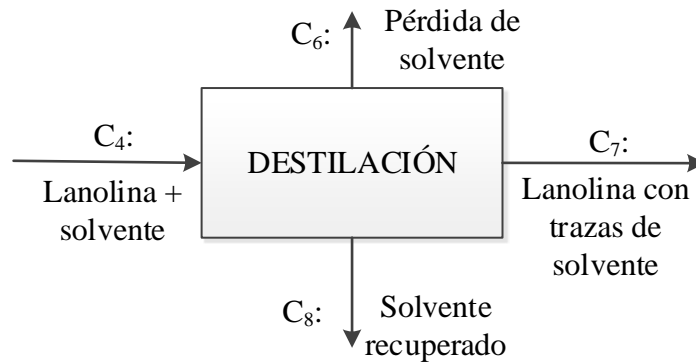 C₆:
Pérdida de
solvente
C₄:
Lanolina +
solvente
DESTILACIÓN
C₇:
Lanolina con
trazas de
solvente
C₈:
Solvente
recuperado